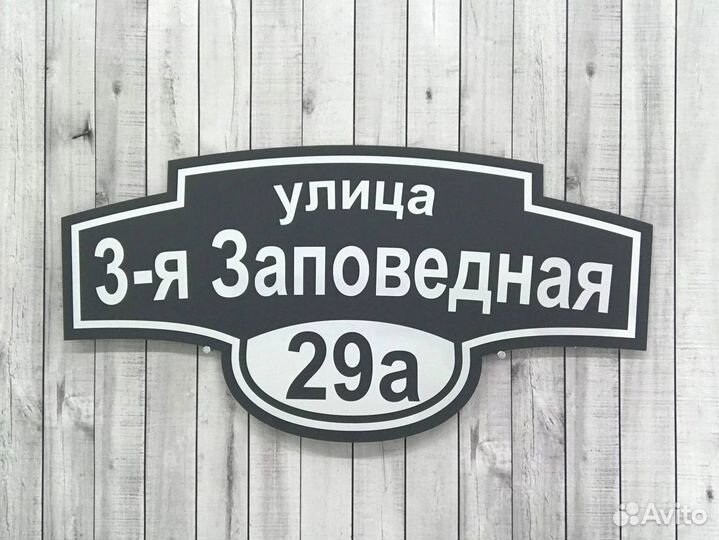 улица
3-я Заповедная
29а
Avito